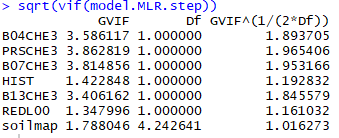 > sqrt(vif(model.MLR.step))
GVIF Df GVIF^(1/(2*Df))
B04CHE3 3.586117 1.000000 1.893705
PRSCHE3 3.862819 1.000000 1.965406
B07CHE3 3.814856 1.000000 1.953166
HIST 1.422848 1.000000 1.192832
B13CHE3 3.406162 1.000000 1.845579
REDL00 1.347996 1.000000 1.161032
soilmap 1.788046 4.242641 1.016273